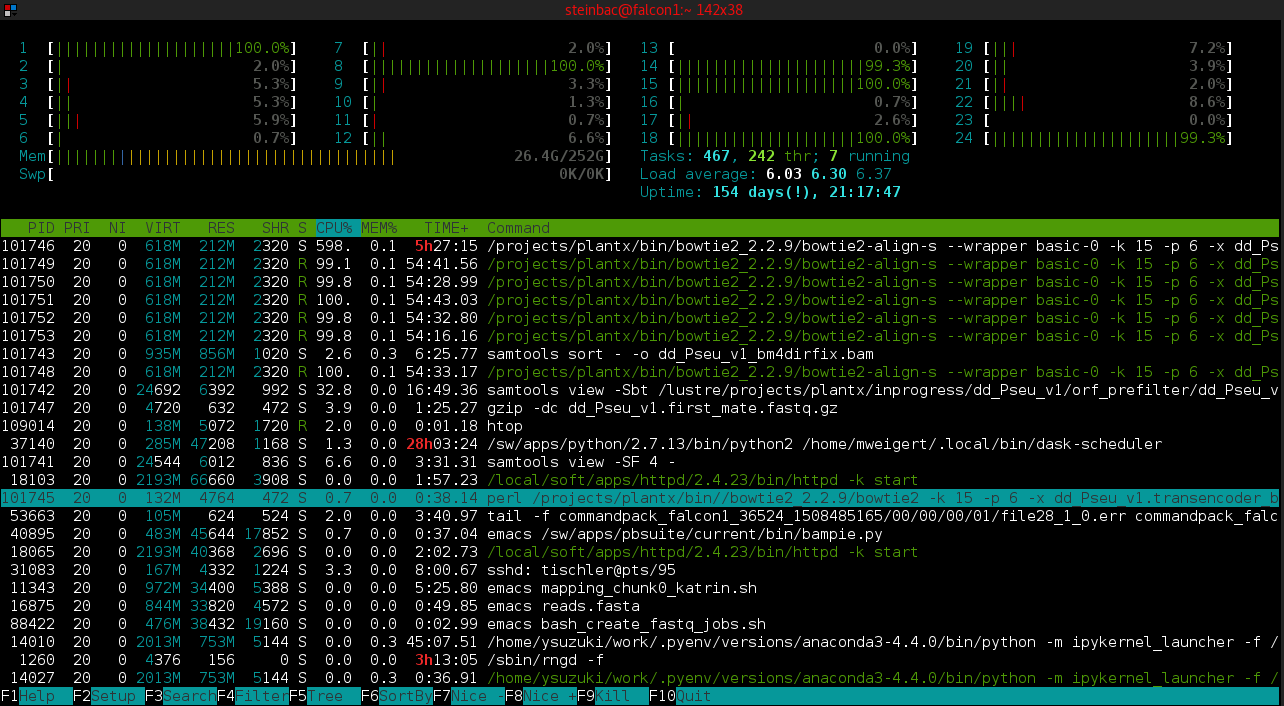 steinbac@falcon1:~ 142x38
1 [||||||||||||||||||||100.0%] 7 [|| 2.0%] 13 [ 0.0%] 19 [||| 7.2%]
2 [| 2.0%] 8 [||||||||||||||||||||100.0%] 14 [|||||||||||||||||||||99.3%] 20 [|| 3.9%]
3 [|| 5.3%] 9 [|| 3.3%] 15 [||||||||||||||||||||100.0%] 21 [|| 2.0%]
4 [|| 5.3%] 10 [| 1.3%] 16 [| 0.7%] 22 [|||| 8.6%]
5 [||| 5.9%] 11 [| 0.7%] 17 [|| 2.6%] 23 [ 0.0%]
6 [| 0.7%] 12 [|| 6.6%] 18 [||||||||||||||||||||100.0%] 24 [|||||||||||||||||||||99.3%]
Mem[|||||||||||||||||||||||||||||||||||||| 26.4G/252G] Tasks: 467, 242 thr; 7 running
Swp[ 0K/0K] Load average: 6.03 6.30 6.37
Uptime: 154 days(!), 21:17:47
PID PRI NI VIRT RES SHR S CPU% MEM% TIME+ Command
101746 20 0 618M 212M 2320 S 598. 0.1 5h27:15 /projects/plantx/bin/bowtie2_2.2.9/bowtie2-align-s --wrapper basic-0 -k 15 -p 6 -x dd_Ps
101749 20 0 618M 212M 2320 R 99.1 0.1 54:41.56 /projects/plantx/bin/bowtie2_2.2.9/bowtie2-align-s --wrapper basic-0 -k 15 -p 6 -x dd_Ps
101750 20 0 618M 212M 2320 R 99.8 0.1 54:28.99 /projects/plantx/bin/bowtie2_2.2.9/bowtie2-align-s --wrapper basic-0 -k 15 -p 6 -x dd_Ps
101751 20 0 618M 212M 2320 R 100. 0.1 54:43.03 /projects/plantx/bin/bowtie2_2.2.9/bowtie2-align-s --wrapper basic-0 -k 15 -p 6 -x dd_Ps
101752 20 0 618M 212M 2320 R 99.8 0.1 54:32.80 /projects/plantx/bin/bowtie2_2.2.9/bowtie2-align-s --wrapper basic-0 -k 15 -p 6 -x dd_Ps
101753 20 0 618M 212M 2320 R 99.8 0.1 54:16.16 /projects/plantx/bin/bowtie2_2.2.9/bowtie2-align-s --wrapper basic-0 -k 15 -p 6 -x dd_Ps
101743 20 0 935M 856M 1020 S 2.6 0.3 6:25.77 samtools sort - -o dd_Pseu_v1_bm4dirfix.bam
101748 20 0 618M 212M 2320 R 100. 0.1 54:33.17 /projects/plantx/bin/bowtie2_2.2.9/bowtie2-align-s --wrapper basic-0 -k 15 -p 6 -x dd_Ps
101742 20 0 24692 6392 992 S 32.8 0.0 16:49.36 samtools view -Sbt /lustre/projects/plantx/inprogress/dd_Pseu_v1/orf_prefilter/dd_Pseu_v
101747 20 0 4720 632 472 S 3.9 0.0 1:25.27 gzip -dc dd_Pseu_v1.first_mate.fastq.gz
109014 20 0 138M 5072 1720 R 2.0 0.0 0:01.18 htop
37140 20 0 285M 47208 1168 S 1.3 0.0 28h03:24 /sw/apps/python/2.7.13/bin/python2 /home/mweigert/.local/bin/dask-scheduler
101741 20 0 24544 6012 836 S 6.6 0.0 3:31.31 samtools view -SF 4 -
18103 20 0 2193M 66660 3908 S 0.0 0.0 1:57.23 /local/soft/apps/httpd/2.4.23/bin/httpd -k start
101745 20 0 132M 4764 472 S 0.7 0.0 0:38.14 perl /projects/plantx/bin//bowtie2_2.2.9/bowtie2 -k 15 -p 6 -x dd_Pseu_v1.transencoder_b
53663 20 0 105M 624 524 S 2.0 0.0 3:40.97 tail -f commandpack_falcon1_36524_1508485165/00/00/00/01/file28_1_0.err commandpack_falc
40895 20 0 483M 45644 17852 S 0.7 0.0 0:37.04 emacs /sw/apps/pbsuite/current/bin/bampie.py
18065 20 0 2193M 40368 2696 S 0.0 0.0 2:02.73 /local/soft/apps/httpd/2.4.23/bin/httpd -k start
31083 20 0 167M 4332 1224 S 3.3 0.0 8:00.67 sshd: tischler@pts/95
11343 20 0 972M 34400 5388 S 0.0 0.0 5:25.80 emacs mapping_chunk0_katrin.sh
16875 20 0 844M 33820 4572 S 0.0 0.0 0:49.85 emacs reads.fasta
88422 20 0 476M 38432 19160 S 0.0 0.0 0:02.99 emacs bash_create_fastq_jobs.sh
14010 20 0 2013M 753M 5144 S 0.0 0.3 45:07.51 /home/ysuzuki/work/.pyenv/versions/anaconda3-4.4.0/bin/python -m ipykernel_launcher -f /
1260 20 0 4376 156 0 S 0.0 0.0 3h13:05 /sbin/rngd -f
14027 20 0 2013M 753M 5144 S 0.0 0.3 0:36.91 /home/ysuzuki/work/.pyenv/versions/anaconda3-4.4.0/bin/python -m ipykernel_launcher -f /
F1Help F2Setup F3SearchF4FilterF5Tree F6SortByF7Nice -F8Nice +F9Kill F10Quit